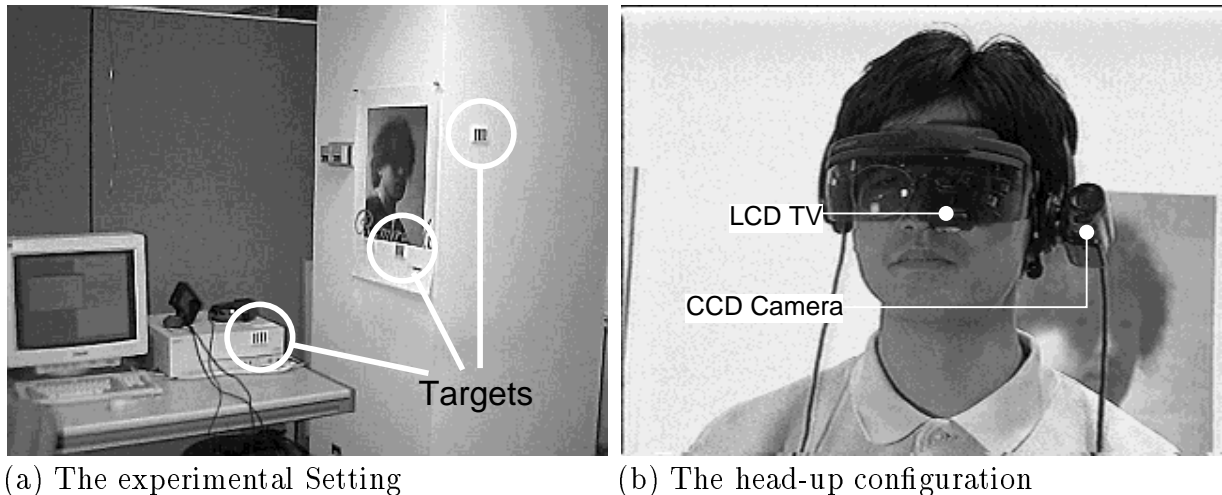 Targets
LCD TV
CCD Camera
(a) The experimental Setting
(b) The head-up configuration